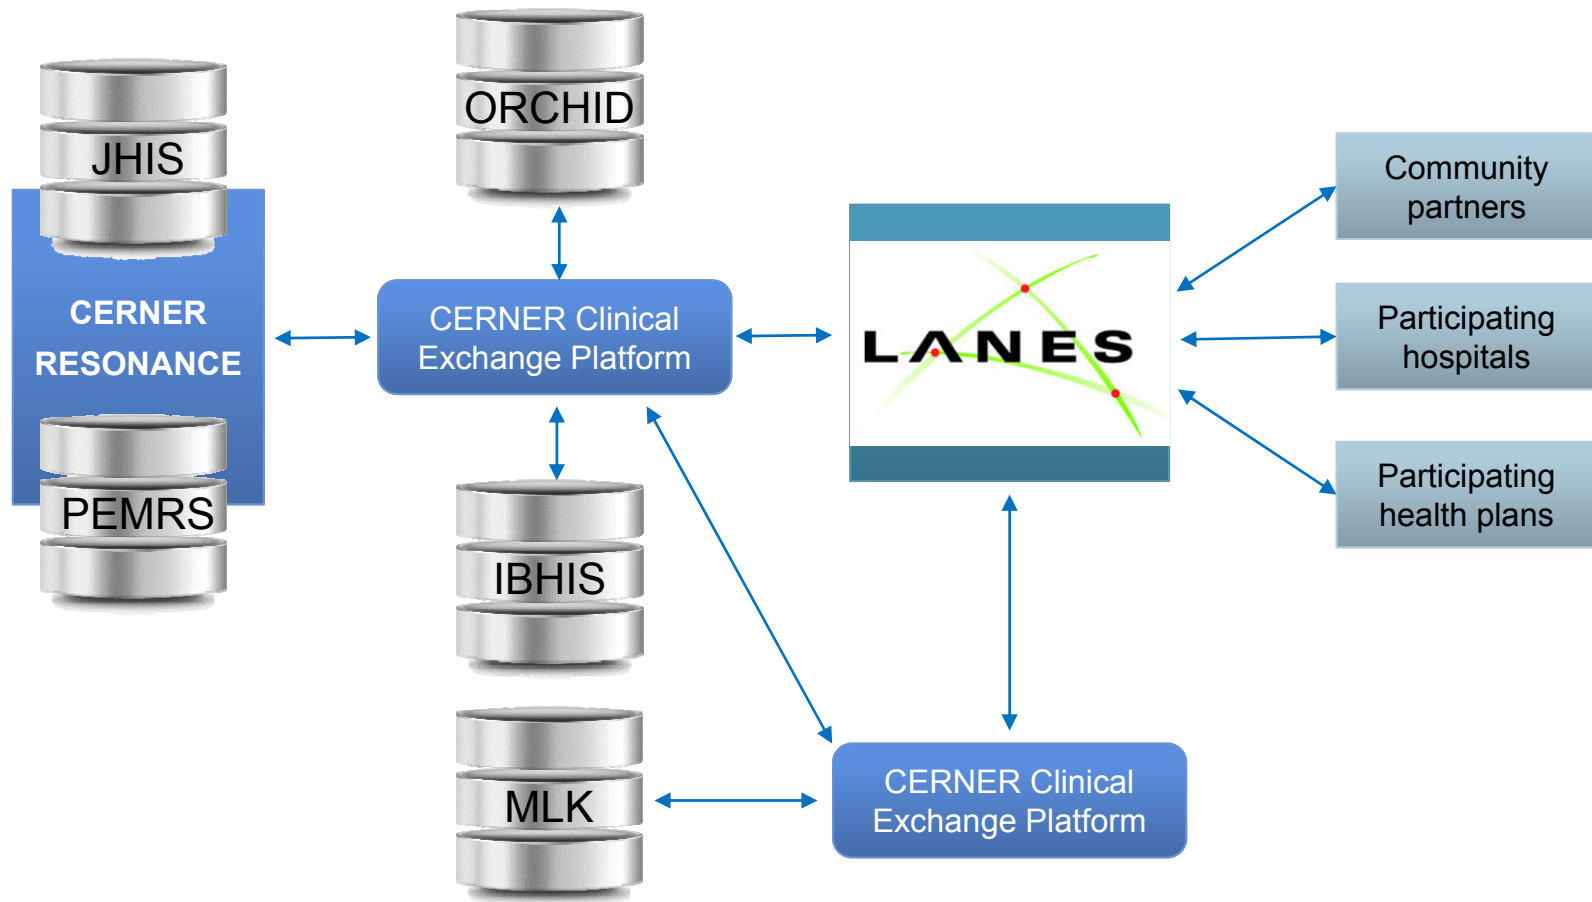 ORCHID
JHIS
CERNER
RESONANCE
PEMRS
CERNER Clinical
Exchange Platform
IBHIS
MLK
LANES
CERNER Clinical
Exchange Platform
Community
partners
Participating
hospitals
Participating
health plans